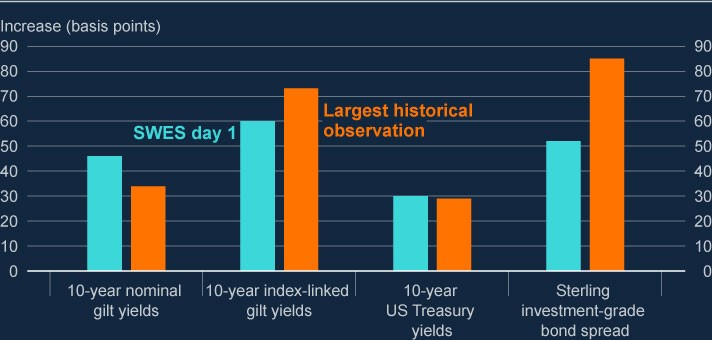 Increase (basis points)
90 90
80 80
70 70
60 60
50 50
40 40
30 30
20 20
10 10
0 0
SWES day 1
Largest historical
observation
10-year nominal
gilt yields
10-year index-linked
gilt yields
10-year
US Treasury
yields
Sterling
investment-grade
bond spread